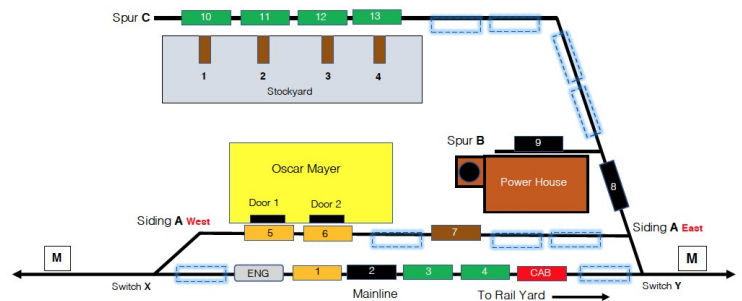 Spur C
10 11 12 13
1 2 3 4
Stockyard
Spur B
9
Power House
8
Oscar Mayer
Door 1 Door 2
Siding A West
5 6 7
Siding A East
M
M
Switch X
ENG 1 2 3 4 CAB
Switch Y
Mainline
To Rail Yard